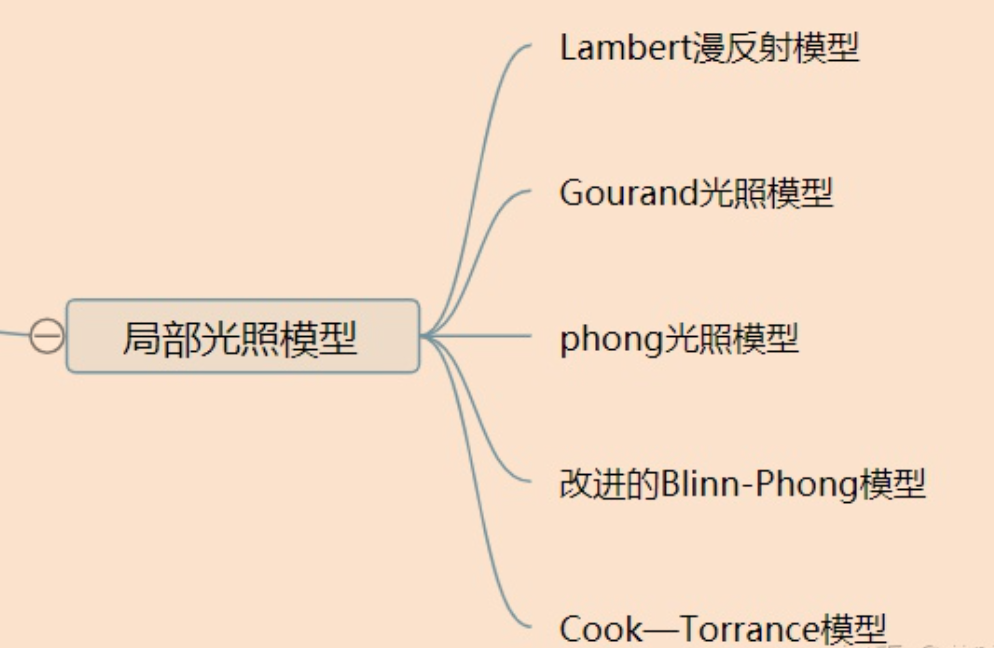 Lambert漫反射模型
Gourand光照模型
局部光照模型
phong光照模型
改进的Blinn-Phong模型
Cook—Torrance模型